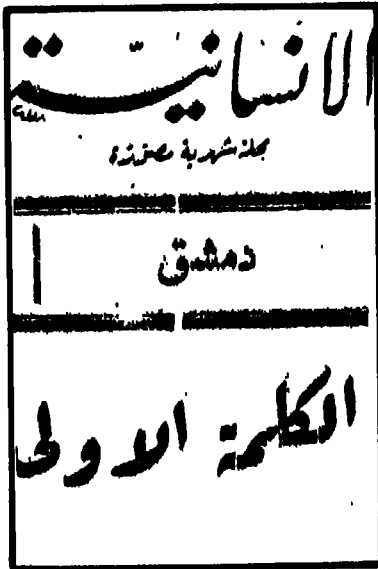 الانسانية
مجلة شهرية مصورة
دمشق
الكلمة الاولى